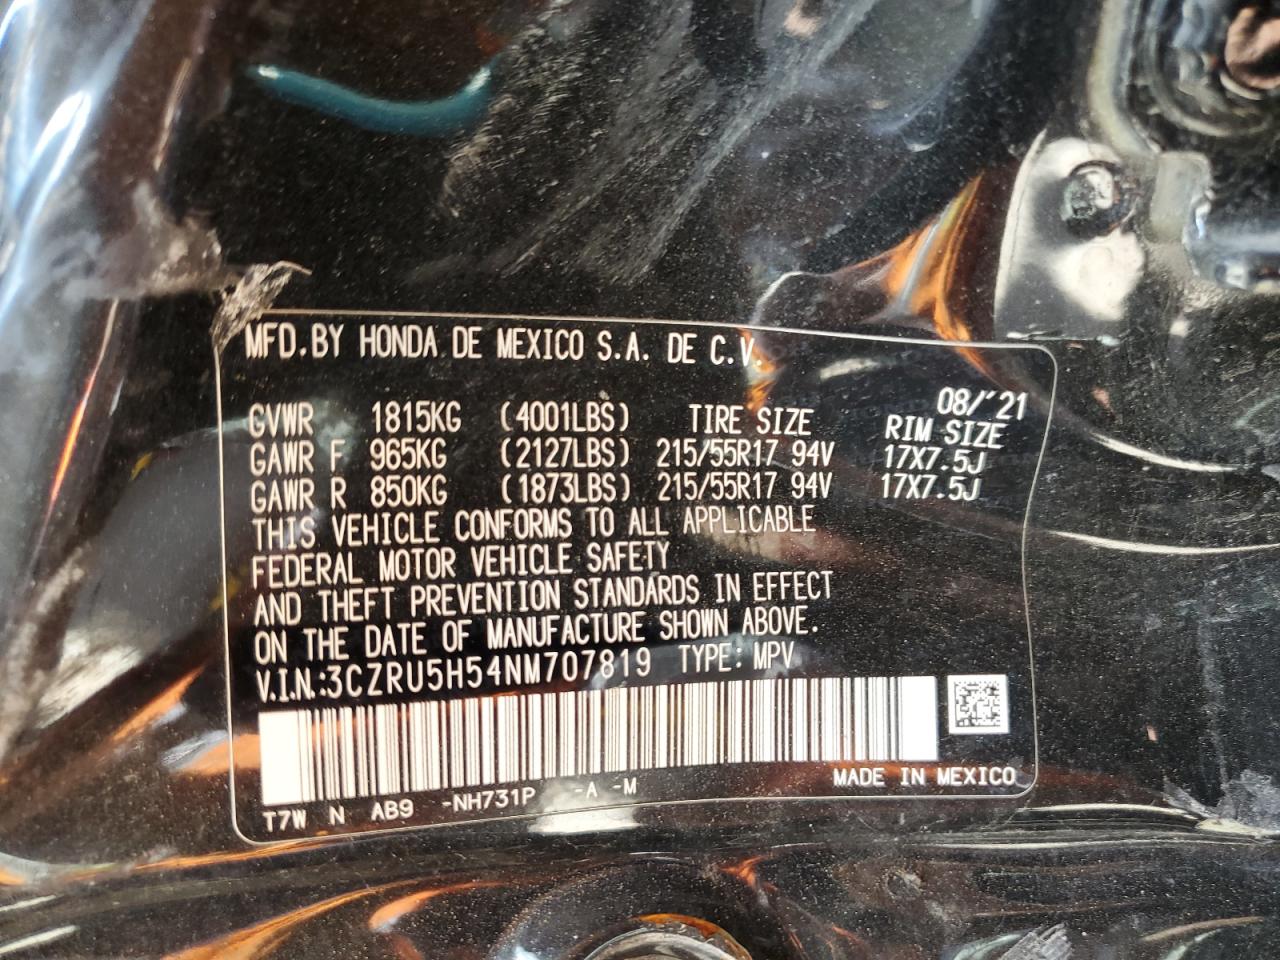 MFD.BY HONDA DE MEXICO S.A. DE C.V.
08/'21
GVWR 1815KG (4001LBS) TIRE SIZE RIM SIZE
GAWR F 965KG (2127LBS) 215/55R17 94V 17X7.5J
GAWR R 850KG (1873LBS) 215/55R17 94V 17X7.5J
THIS VEHICLE CONFORMS TO ALL APPLICABLE
FEDERAL MOTOR VEHICLE SAFETY
AND THEFT PREVENTION STANDARDS IN EFFECT
ON THE DATE OF MANUFACTURE SHOWN ABOVE.
V.I.N.:3CZRU5H54NM707819 TYPE: MPV
MADE IN MEXICO
T7W N AB9 -NH731P -A -M